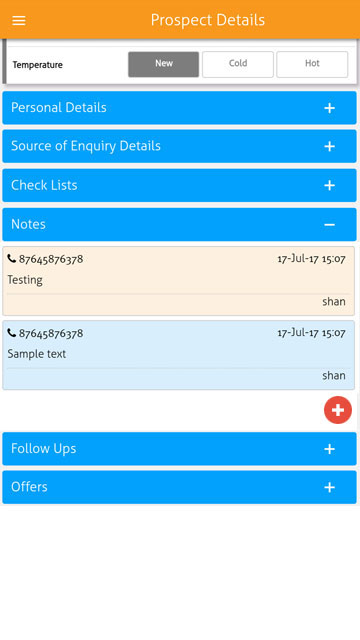 Prospect Details
Temperature New Cold Hot
Personal Details
Source of Enquiry Details
Check Lists
Notes
87645876378 17-Jul-17 15:07
Testing
shan
87645876378 17-Jul-17 15:07
Sample text
shan
Follow Ups
Offers